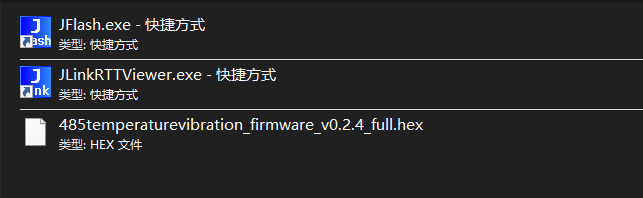 JFlash.exe - 快捷方式
类型: 快捷方式
JLinkRTTViewer.exe - 快捷方式
类型: 快捷方式
485temperaturevibration_firmware_v0.2.4_full.hex
类型: HEX 文件